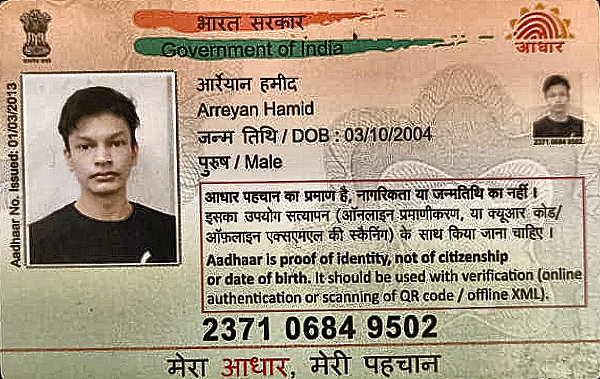 भारत सरकार
Government of India
आधार
Aadhaar No. Issued: 01/03/2013
आर्रेयान हमीद
Arreyan Hamid
जन्म तिथि / DOB : 03/10/2004
पुरुष / Male
2371 0684 9502
आधार पहचान का प्रमाण है, नागरिकता या जन्मतिथि का नहीं ।
इसका उपयोग सत्यापन (ऑनलाइन प्रमाणीकरण, या क्यूआर कोड/
ऑफ़लाइन एक्सएमएल की स्कैनिंग) के साथ किया जाना चाहिए ।
Aadhaar is proof of identity, not of citizenship
or date of birth. It should be used with verification (online
authentication or scanning of QR code / offline XML).
2371 0684 9502
मेरा आधार, मेरी पहचान